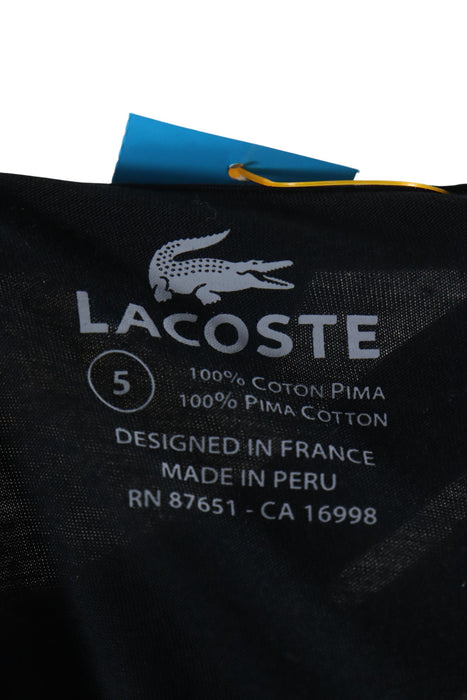 LACOSTE
5
100% COTON PIMA
100% PIMA COTTON
DESIGNED IN FRANCE
MADE IN PERU
RN 87651 - CA 16998